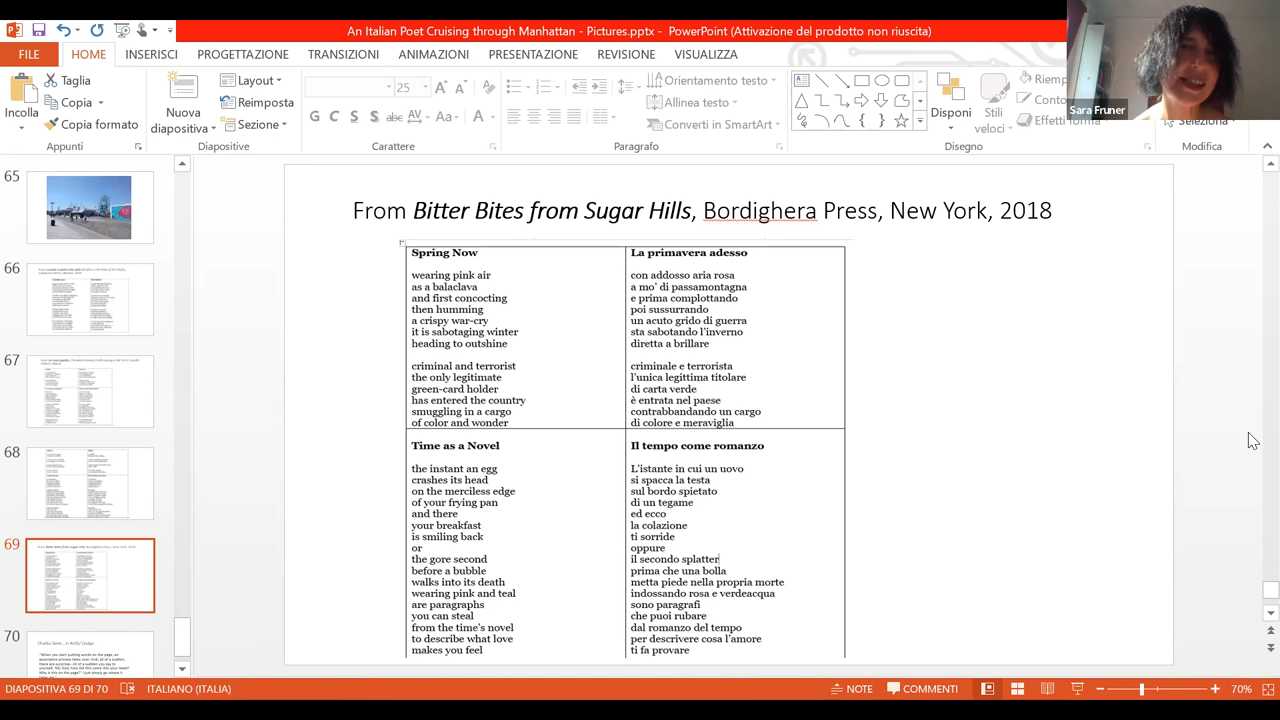 An Italian Poet Cruising through Manhattan - Pictures.pptx - PowerPoint (Attivazione del prodotto non riuscita)
FILE HOME INSERISCI PROGETTAZIONE TRANSIZIONI ANIMAZIONI PRESENTAZIONE REVISIONE VISUALIZZA
Incolla
Taglia
Copia
Copia formato
Appunti
Nuova
diapositiva
Layout
Reimposta
Sezione
Diapositive
25
G C S S abc AV Aa A
Carattere
Orientamento testo
Allinea testo
Converti in SmartArt
Paragrafo
Disponi
Stili
veloci
Disegno
Modifica
Sara Fruner
65
66
67
68
69
70
From Bitter Bites from Sugar Hills, Bordighera Press, New York, 2018
Spring Now
wearing pink air
as a balaclava
and first concocting
then humming
a crispy war-cry
it is sabotaging winter
heading to outshine
criminal and terrorist
the only legitimate
green-card holder
has entered the country
smuggling in a cargo
of color and wonder
La primavera adesso
con addosso aria rosa
a mo' di passamontagna
e prima complottando
poi sussurrando
un acuto grido di guerra
sta sabotando l'inverno
diretta a brillare
criminale e terrorista
l'unica legittima titolare
di carta verde
è entrata nel paese
contrabbandando un cargo
di colore e meraviglia
Time as a Novel
the instant an egg
crashes its head
on the merciless edge
of your frying pan
and there
your breakfast
is smiling back
or
the gore second
before a bubble
walks into its death
wearing pink and teal
are paragraphs
you can steal
from the time's novel
to describe what love
makes you feel
Il tempo come romanzo
L'istante in cui un uovo
si spacca la testa
sul bordo spietato
di un tegame
ed ecco
la colazione
ti sorride
oppure
il secondo splatter
prima che una bolla
metta piede nella propria morte
indossando rosa e verdeacqua
sono paragrafi
che puoi rubare
dal romanzo del tempo
per descrivere cosa l'amore
ti fa provare
DIAPOSITIVA 69 DI 70 ITALIANO (ITALIA) NOTE COMMENTI 70%